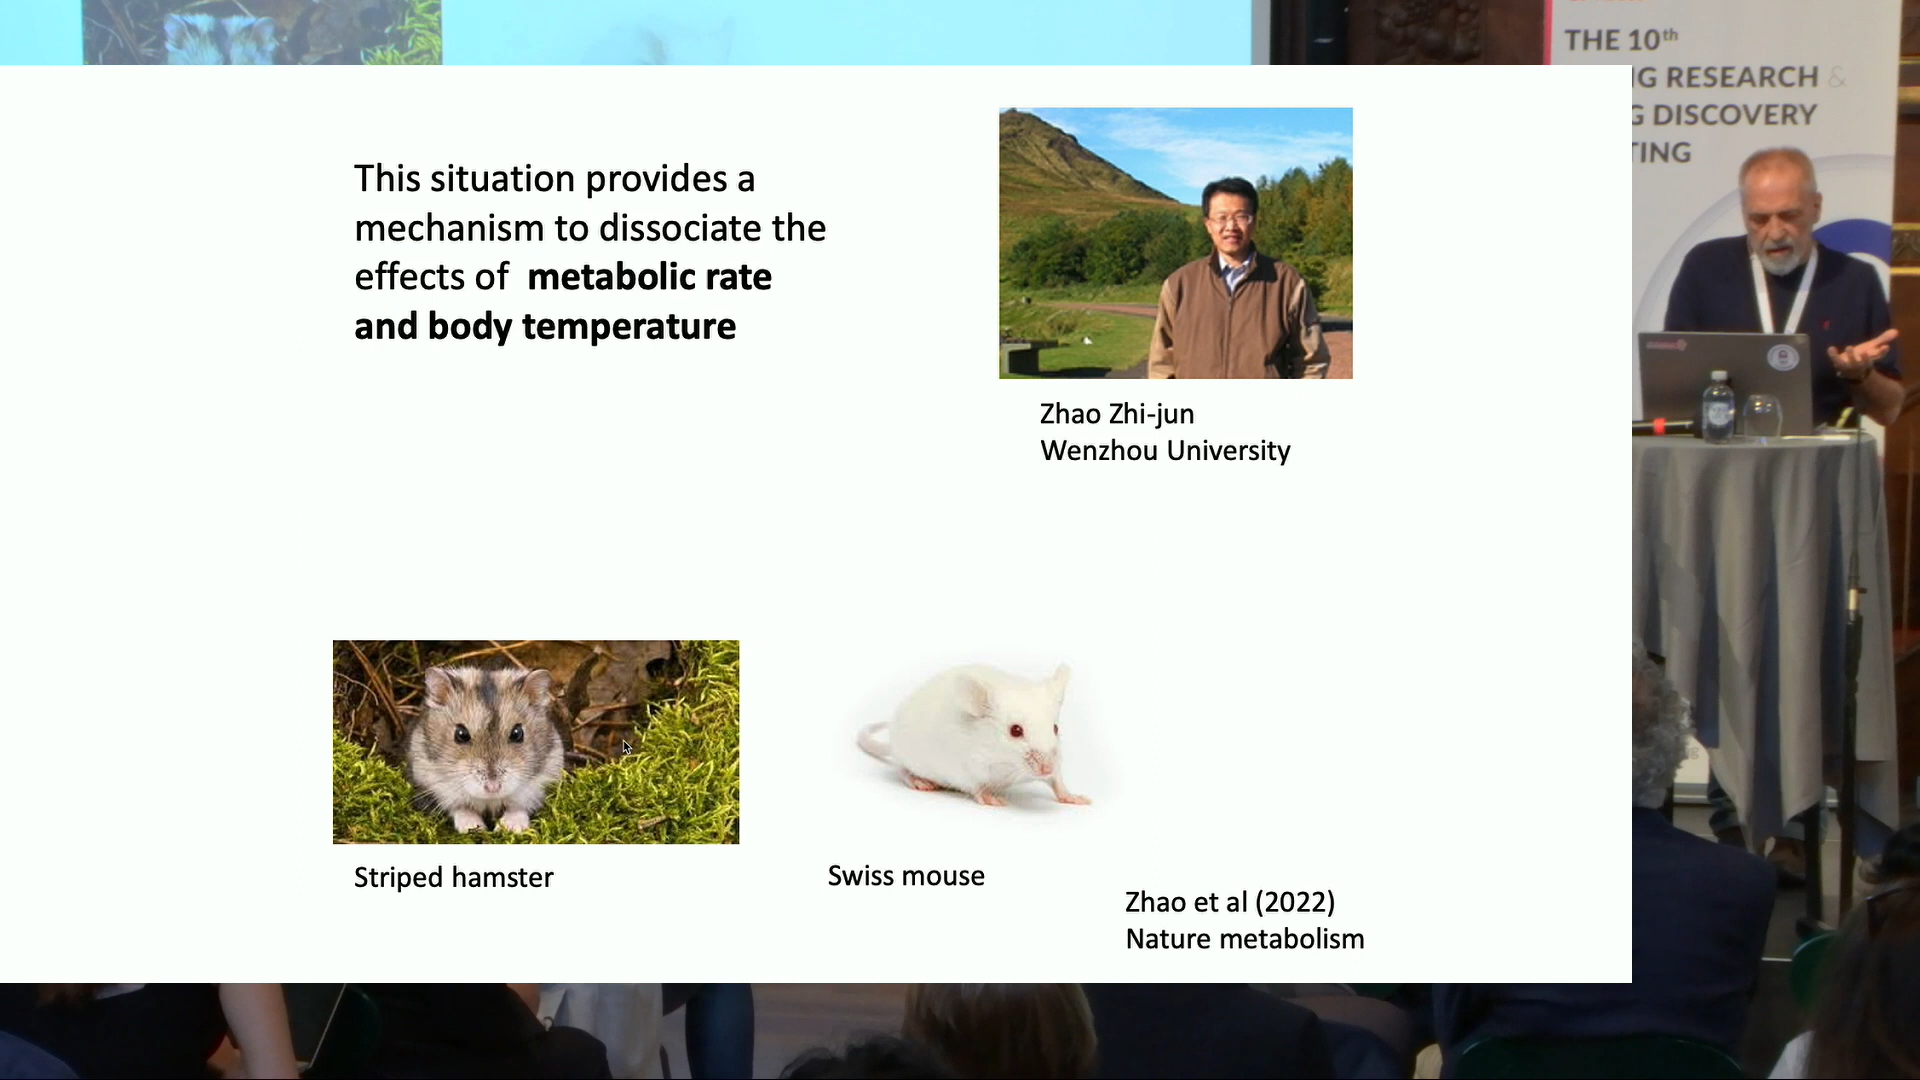 THE 10th
G RESEARCH &
G DISCOVERY
TING
This situation provides a
mechanism to dissociate the
effects of metabolic rate
and body temperature
Zhao Zhi-jun
Wenzhou University
Striped hamster
Swiss mouse
Zhao et al (2022)
Nature metabolism